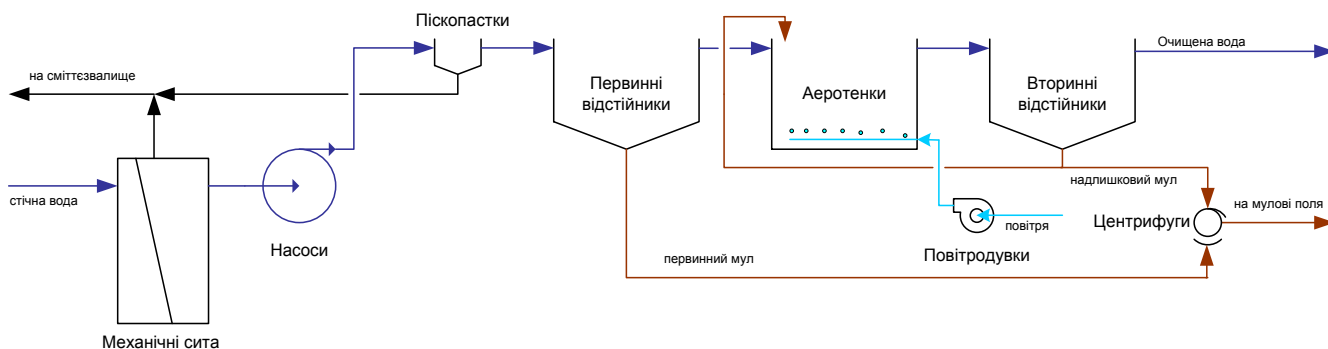 Піскопастки
на сміттєзвалище
Первинні
відстійники
Аеротенки
Вторинні
відстійники
Очищена вода
стічна вода
Насоси
Механічні сита
первинний мул
Повітродувки
повітря
надлишковий мул
Центрифуги
на мулові поля